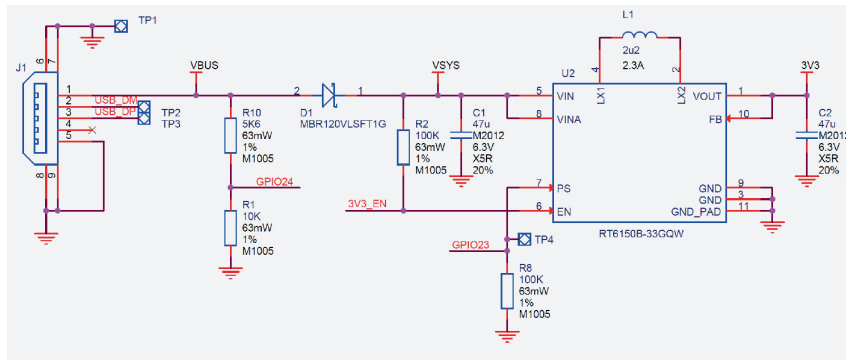 TP1
L1
J1
6
7
2u2
2.3A
VBUS
VSYS
U2
4
2
3V3
1
2
1
5
VIN
LX1
LX2
VOUT
1
2
USB_DM
3
USB_DP
TP2
4
TP3
5
D1
MBR120VLSFT1G
8
VINA
FB
10
R10
5K6
63mW
1%
M1005
R2
100K
63mW
1%
M1005
C1
47u
M2012
6.3V
X5R
20%
C2
47u
M2012
6.3V
X5R
20%
8
9
GPIO24
7
PS
GND
9
GND
3
3V3_EN
6
EN
GND_PAD
11
R1
10K
63mW
1%
M1005
RT6150B-33GQW
GPIO23
TP4
R8
100K
63mW
1%
M1005